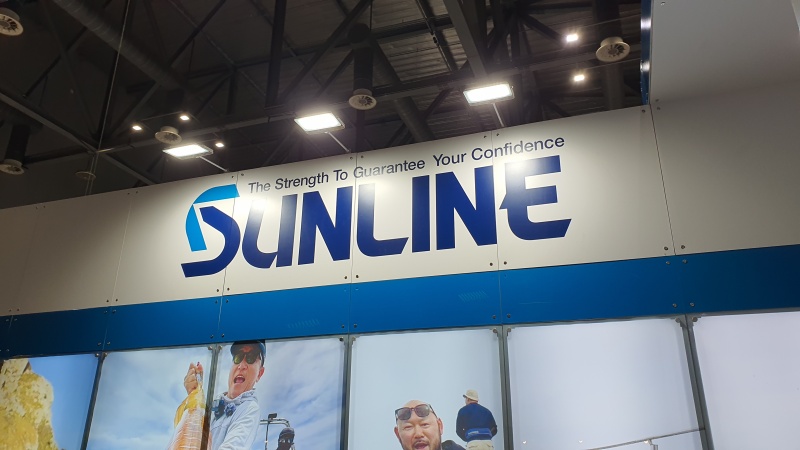 The Strength To Guarantee Your Confidence
SUNLINE